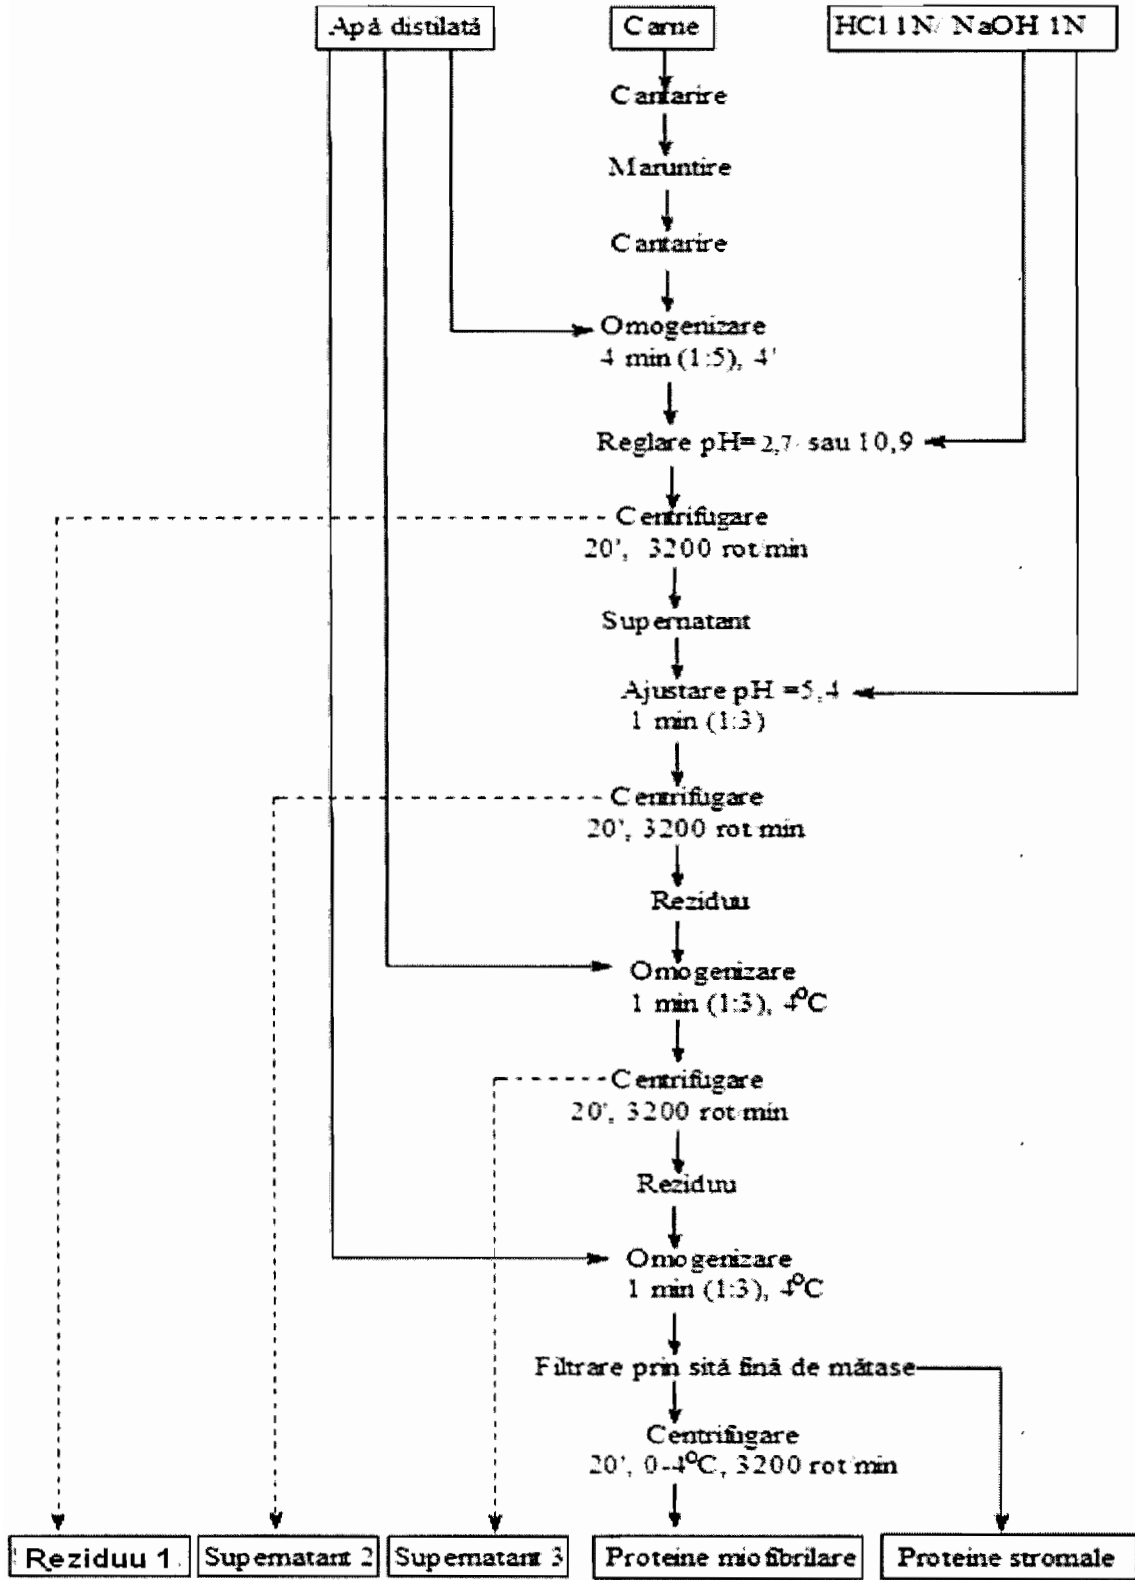 Apă distilată
Carne
HCl 1N/ NaOH 1N
Cantarire
Maruntire
Cantarire
Omogenizare
4 min (1:5), 4'
Reglare pH= 2,7 sau 10,9
Centrifugare
20', 3200 rot/min
Supernatant
Ajustare pH =5,4
1 min (1:3)
Centrifugare
20', 3200 rot/min
Reziduu
Omogenizare
1 min (1:3), 4°C
Centrifugare
20', 3200 rot/min
Reziduu
Omogenizare
1 min (1:3), 4°C
Filtrare prin sită fină de mătase
Centrifugare
20', 0-4°C, 3200 rot/min
Reziduu 1
Supernatant 2
Supernatant 3
Proteine miofibrilare
Proteine stromale